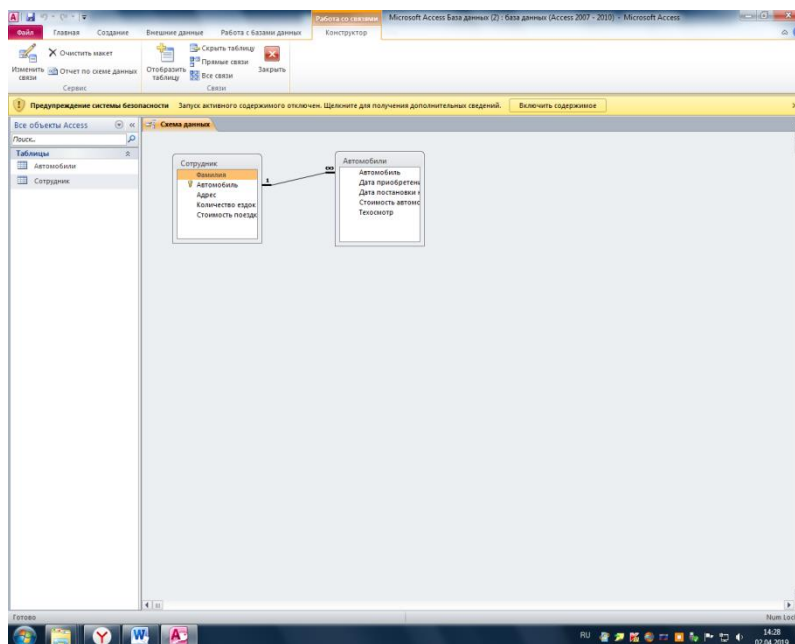 Работа со связями
Microsoft Access База данных (2) : база данных (Access 2007 - 2010) - Microsoft Access
Файл Главная Создание Внешние данные Работа с базами данных Конструктор
Изменить связи
Очистить макет
Отчет по схеме данных
Сервис
Отобразить таблицу
Скрыть таблицу
Прямые связи
Все связи
Закрыть
Связи
Предупреждение системы безопасности Запуск активного содержимого отключен. Щелкните для получения дополнительных сведений. Включить содержимое
Все объекты Access
Поиск...
Таблицы
Автомобили
Сотрудник
Схема данных
Сотрудник
Фамилия
Автомобиль
Адрес
Количество ездок
Стоимость поездк
1
∞
Автомобили
Автомобиль
Дата приобретени
Дата постановки
Стоимость автомо
Техосмотр
Готово
Num Loc
RU
14:28
02.04.2019